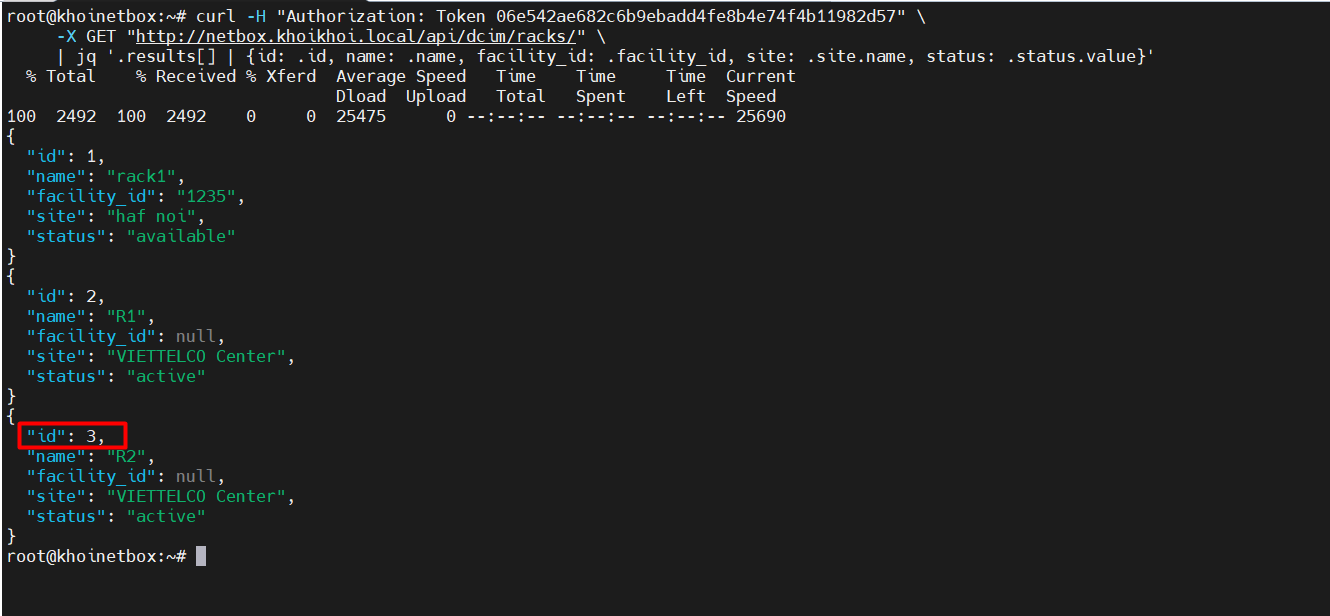 root@khoinetbox:~# curl -H "Authorization: Token 06e542ae682c6b9ebadd4fe8b4e74f4b11982d57" \
-X GET "http://netbox.khoikhoi.local/api/dcim/racks/" \
| jq '.results[] | {id: .id, name: .name, facility_id: .facility_id, site: .site.name, status: .status.value}'
% Total % Received % Xferd Average Speed Time Time Time Current
Dload Upload Total Spent Left Speed
100 2492 100 2492 0 0 25475 0 --:--:-- --:--:-- --:--:-- 25690
{
"id": 1,
"name": "rack1",
"facility_id": "1235",
"site": "haf noi",
"status": "available"
}
{
"id": 2,
"name": "R1",
"facility_id": null,
"site": "VIETTELCO Center",
"status": "active"
}
{
"id": 3,
"name": "R2",
"facility_id": null,
"site": "VIETTELCO Center",
"status": "active"
}
root@khoinetbox:~#